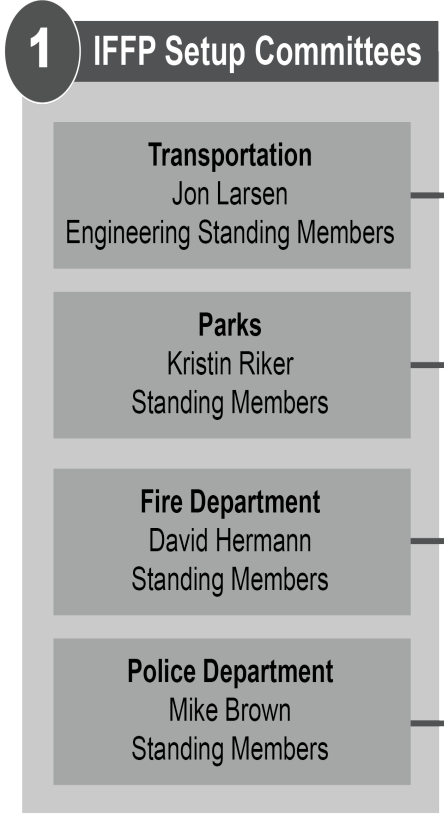 1
IFFP Setup Committees
Transportation
Jon Larsen
Engineering Standing Members
Parks
Kristin Riker
Standing Members
Fire Department
David Hermann
Standing Members
Police Department
Mike Brown
Standing Members